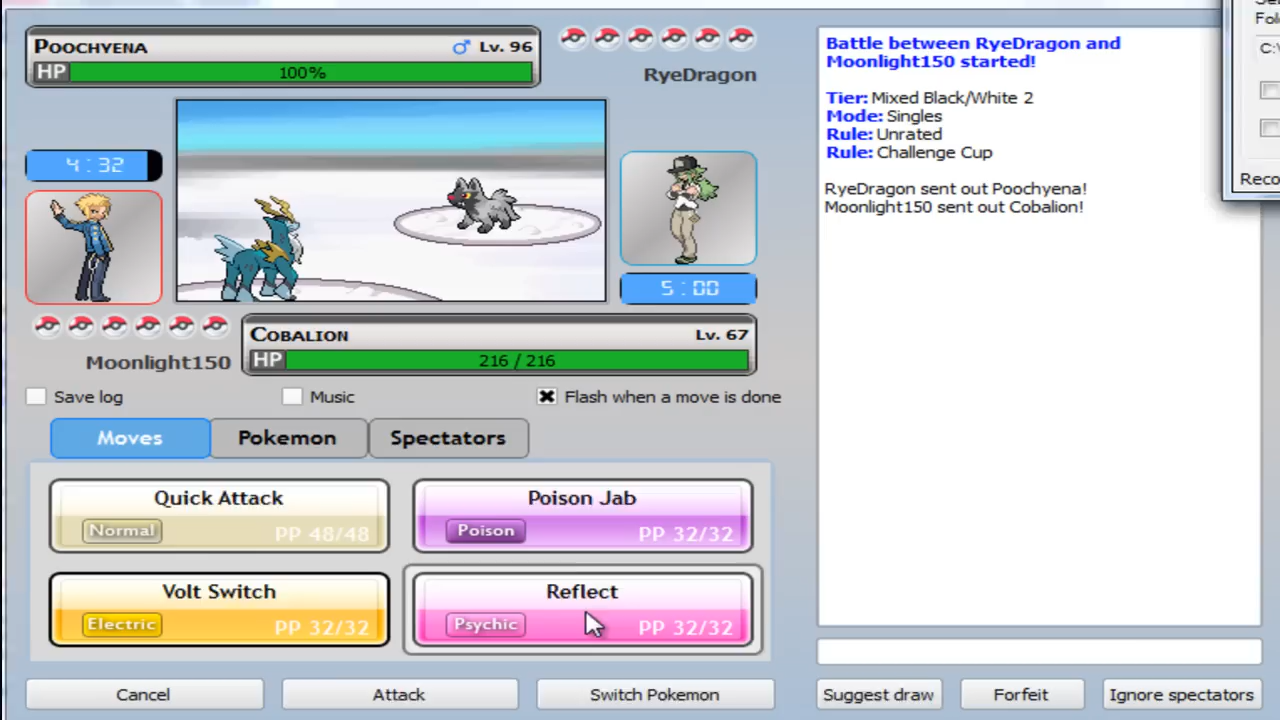 POOCHYENA ♂ Lv. 96
HP 100%
RyeDragon
4:32
5:00
COBALION Lv. 67
HP 216 / 216
Moonlight150
Save log
Music
Flash when a move is done
Moves
Pokemon
Spectators
Quick Attack
Normal PP 48/48
Poison Jab
Poison PP 32/32
Volt Switch
Electric PP 32/32
Reflect
Psychic PP 32/32
Cancel
Attack
Switch Pokemon
Battle between RyeDragon and
Moonlight150 started!
Tier: Mixed Black/White 2
Mode: Singles
Rule: Unrated
Rule: Challenge Cup
RyeDragon sent out Poochyena!
Moonlight150 sent out Cobalion!
Suggest draw
Forfeit
Ignore spectators